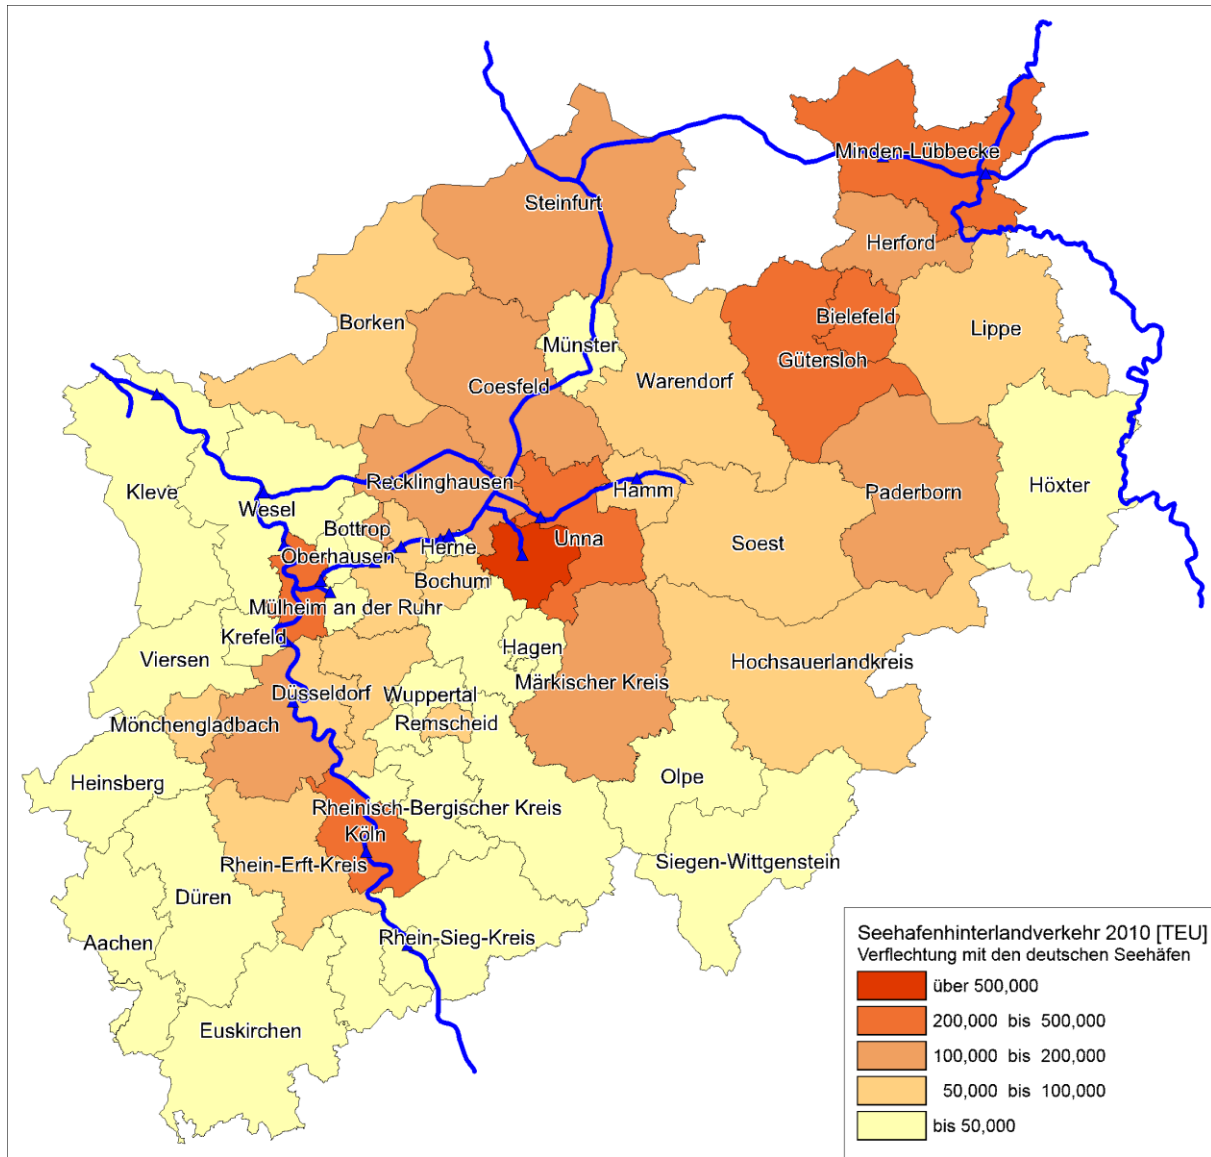 Minden-Lübbecke
Steinfurt
Herford
Bielefeld
Borken
Lippe
Münster
Gütersloh
Warendorf
Coesfeld
Recklinghausen
Hamm
Paderborn
Höxter
Kleve
Wesel
Bottrop
Unna
Soest
Oberhausen
Herne
Bochum
Mülheim an der Ruhr
Krefeld
Hagen
Viersen
Hochsauerlandkreis
Märkischer Kreis
Düsseldorf
Wuppertal
Mönchengladbach
Remscheid
Heinsberg
Olpe
Rheinisch-Bergischer Kreis
Köln
Rhein-Erft-Kreis
Siegen-Wittgenstein
Düren
Aachen
Rhein-Sieg-Kreis
Euskirchen
Seehafenhinterlandverkehr 2010 [TEU]
Verflechtung mit den deutschen Seehäfen
über 500,000
200,000 bis 500,000
100,000 bis 200,000
50,000 bis 100,000
bis 50,000